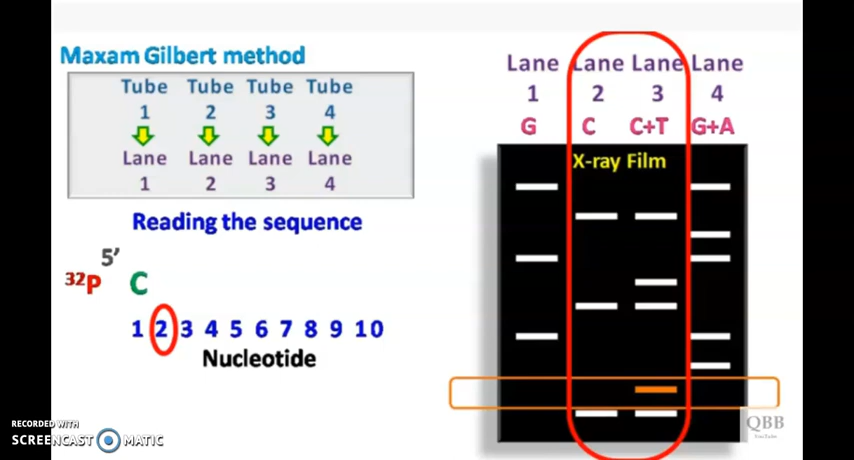 Maxam Gilbert method
Tube Tube Tube Tube
1 2 3 4
Lane Lane Lane Lane
1 2 3 4
Reading the sequence
5’
32P C
1 2 3 4 5 6 7 8 9 10
Nucleotide
Lane Lane Lane Lane
1 2 3 4
G C C+T G+A
X-ray Film
RECORDED WITH
SCREENCAST MATIC
QBB
YouTube